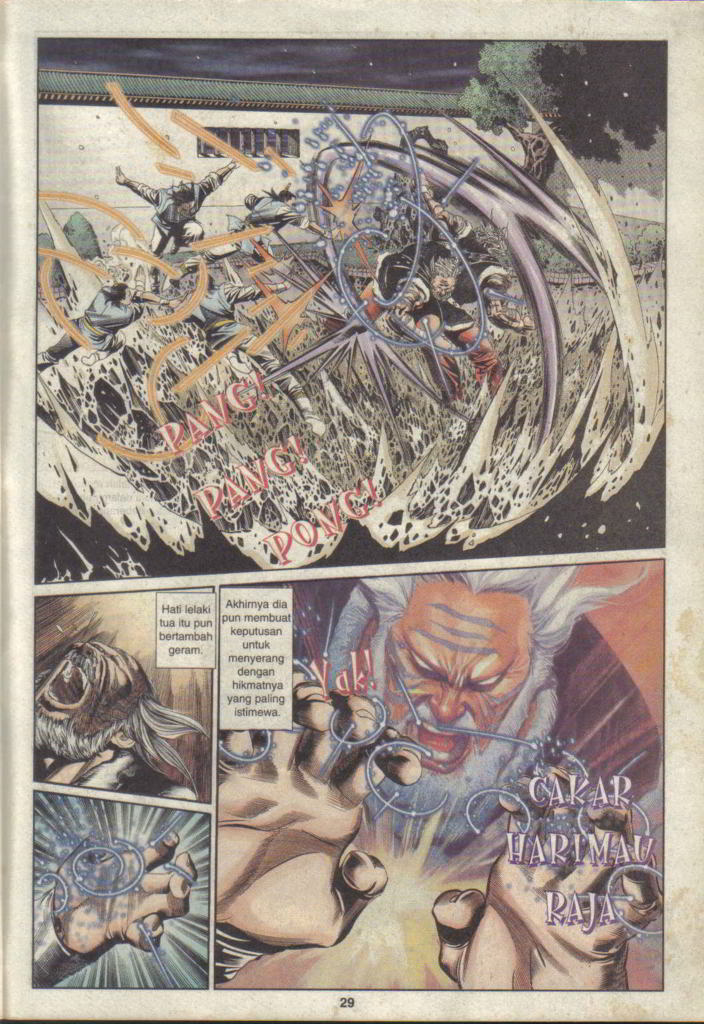 PANG!
PANG!
PONG!
Hati lelaki
tua itu pun
bertambah
geram.
Akhirnya dia
pun membuat
keputusan
untuk
menyerang
dengan
hikmatnya
yang paling
istimewa.
Yak!
CAKAR
HARIMAU
RAJA
29